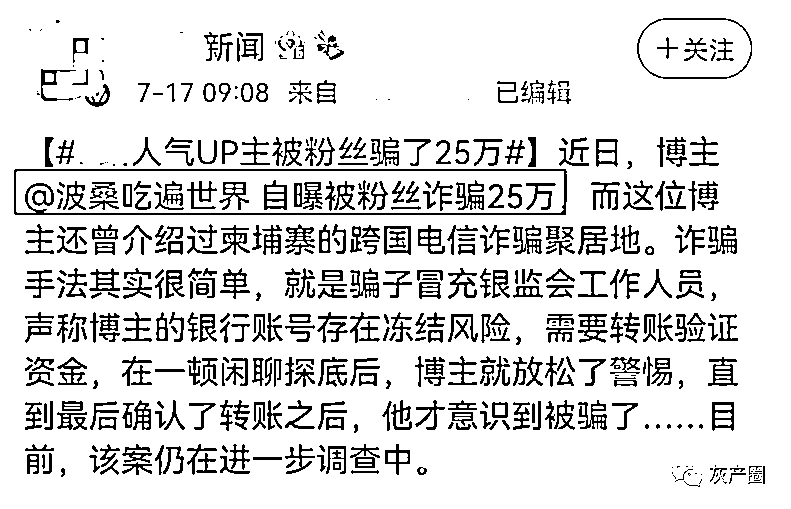 新闻
+关注
7-17 09:08 来自 已编辑
【#......人气UP主被粉丝骗了25万#】近日，博主
@波桑吃遍世界 自曝被粉丝诈骗25万，而这位博
主还曾介绍过柬埔寨的跨国电信诈骗聚居地。诈骗
手法其实很简单，就是骗子冒充银监会工作人员，
声称博主的银行账号存在冻结风险，需要转账验证
资金，在一顿闲聊探底后，博主就放松了警惕，直
到最后确认了转账之后，他才意识到被骗了......目
前，该案仍在进一步调查中。
灰产圈